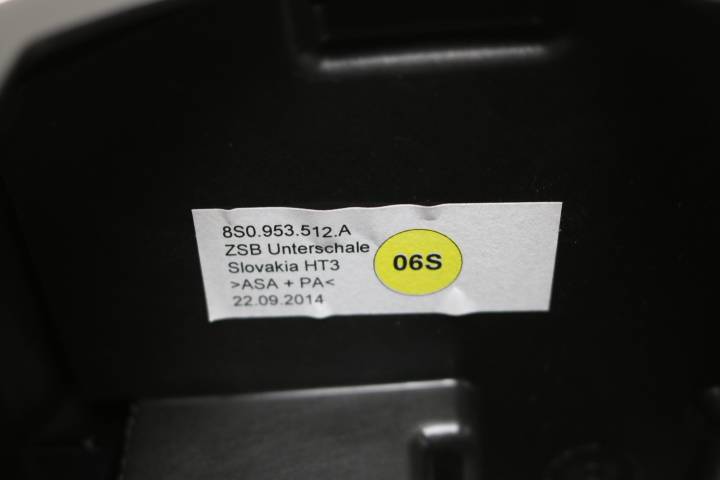 8S0.953.512.A
ZSB Unterschale
Slovakia HT3
>ASA + PA<
22.09.2014
06S